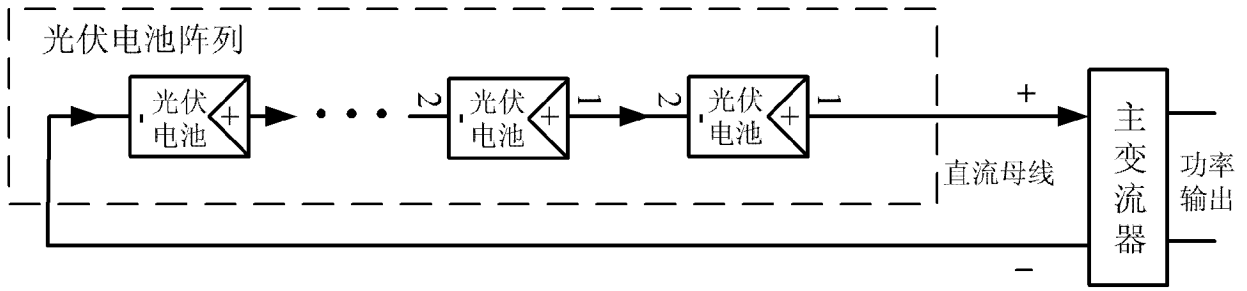 光伏电池阵列
- 光伏 +
电池
• • •
2 - 光伏 + 1
电池
2 - 光伏 + 1
电池
+
直流母线
-
主变流器
功率
输出